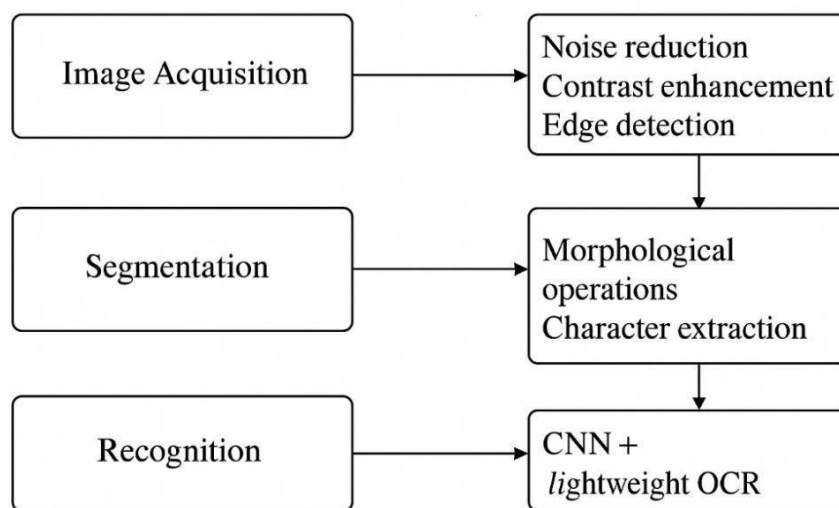 Image Acquisition
Noise reduction
Contrast enhancement
Edge detection
Segmentation
Morphological
operations
Character extraction
Recognition
CNN +
lightweight OCR